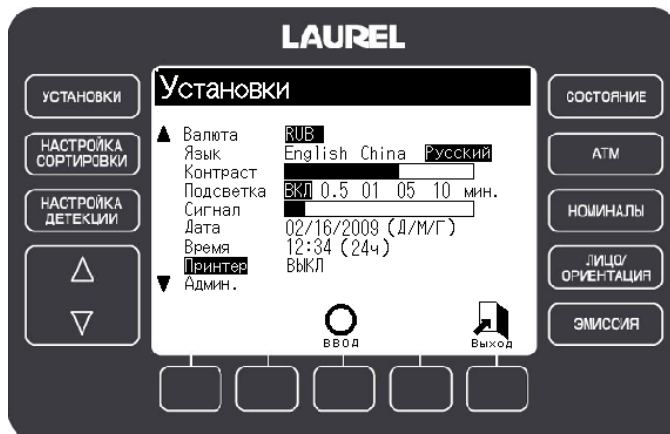 LAUREL
УСТАНОВКИ
НАСТРОЙКА
СОРТИРОВКИ
НАСТРОЙКА
ДЕТЕКЦИИ
Установки
Валюта RUB
Язык English China Русский
Контраст
Подсветка ВКЛ 0.5 01 05 10 мин.
Сигнал
Дата 02/16/2009 (Д/М/Г)
Время 12:34 (24ч)
Принтер ВЫКЛ
Админ.
ВВОД
Выход
СОСТОЯНИЕ
ATM
НОМИНАЛЫ
ЛИЦО/
ОРИЕНТАЦИЯ
ЭМИССИЯ